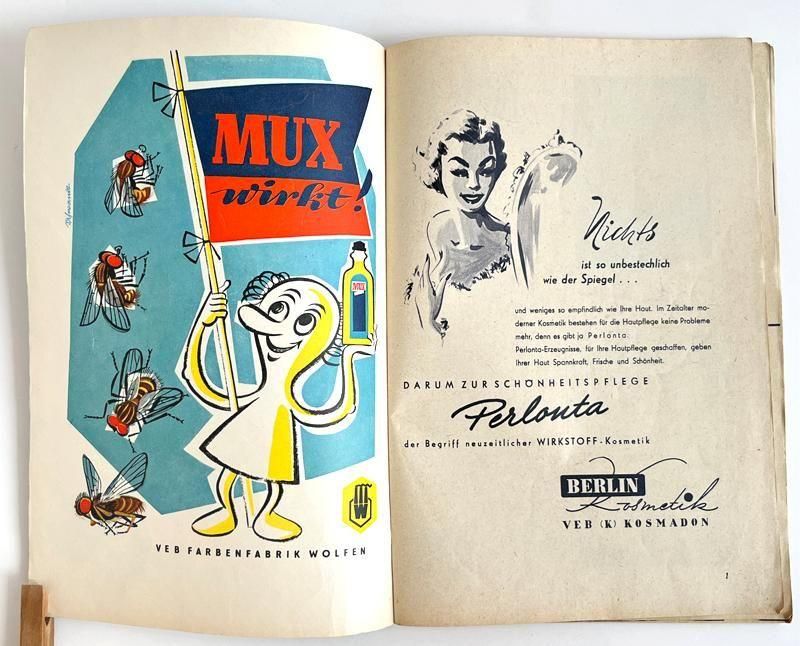 MUX
wirkt!
MUX
W
VEB FARBENFABRIK WOLFEN
Nichts
ist so unbestechlich
wie der Spiegel . . .
und weniges so empfindlich wie Ihre Haut. Im Zeitalter mo-
derner Kosmetik bestehen für die Hautpflege keine Probleme
mehr, denn es gibt ja Perlonta.
Perlonta-Erzeugnisse, für Ihre Hautpflege geschaffen, geben
Ihrer Haut Spannkraft, Frische und Schönheit.
DARUM ZUR SCHÖNHEITSPFLEGE
Perlonta
der Begriff neuzeitlicher WIRKSTOFF-Kosmetik
BERLIN
Kosmetik
VEB (K) KOSMADON
1